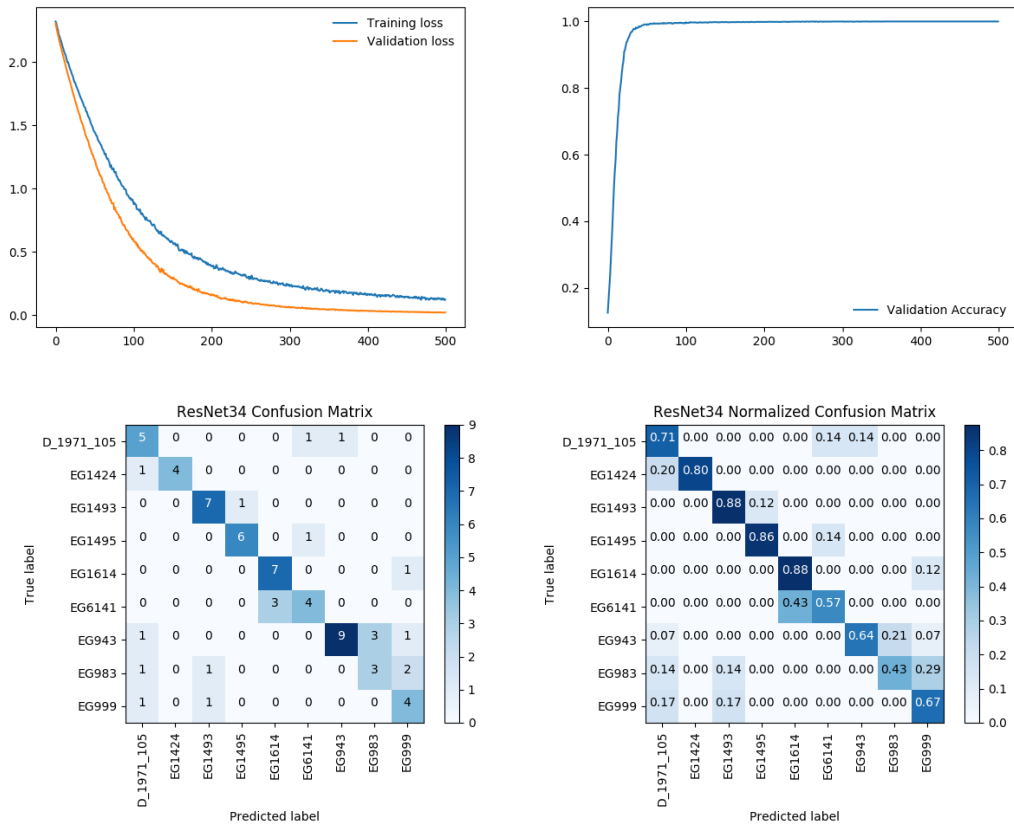 Training loss
Validation loss
2.0
1.5
1.0
0.5
0.0
0 100 200 300 400 500
1.0
0.8
0.6
0.4
0.2
Validation Accuracy
0 100 200 300 400 500
ResNet34 Confusion Matrix
D_1971_105 5 0 0 0 0 1 1 0 0
EG1424 1 4 0 0 0 0 0 0 0
EG1493 0 0 7 1 0 0 0 0 0
EG1495 0 0 0 6 0 1 0 0 0
EG1614 0 0 0 0 7 0 0 0 1
EG6141 0 0 0 0 3 4 0 0 0
EG943 1 0 0 0 0 0 9 3 1
EG983 1 0 1 0 0 0 0 3 2
EG999 1 0 1 0 0 0 0 0 4
True label
D_1971_105 EG1424 EG1493 EG1495 EG1614 EG6141 EG943 EG983 EG999
Predicted label
9
8
7
6
5
4
3
2
1
0
ResNet34 Normalized Confusion Matrix
D_1971_105 0.71 0.00 0.00 0.00 0.00 0.14 0.14 0.00 0.00
EG1424 0.20 0.80 0.00 0.00 0.00 0.00 0.00 0.00 0.00
EG1493 0.00 0.00 0.88 0.12 0.00 0.00 0.00 0.00 0.00
EG1495 0.00 0.00 0.00 0.86 0.00 0.14 0.00 0.00 0.00
EG1614 0.00 0.00 0.00 0.00 0.88 0.00 0.00 0.00 0.12
EG6141 0.00 0.00 0.00 0.00 0.43 0.57 0.00 0.00 0.00
EG943 0.07 0.00 0.00 0.00 0.00 0.00 0.64 0.21 0.07
EG983 0.14 0.00 0.14 0.00 0.00 0.00 0.00 0.43 0.29
EG999 0.17 0.00 0.17 0.00 0.00 0.00 0.00 0.00 0.67
True label
D_1971_105 EG1424 EG1493 EG1495 EG1614 EG6141 EG943 EG983 EG999
Predicted label
0.8
0.7
0.6
0.5
0.4
0.3
0.2
0.1
0.0